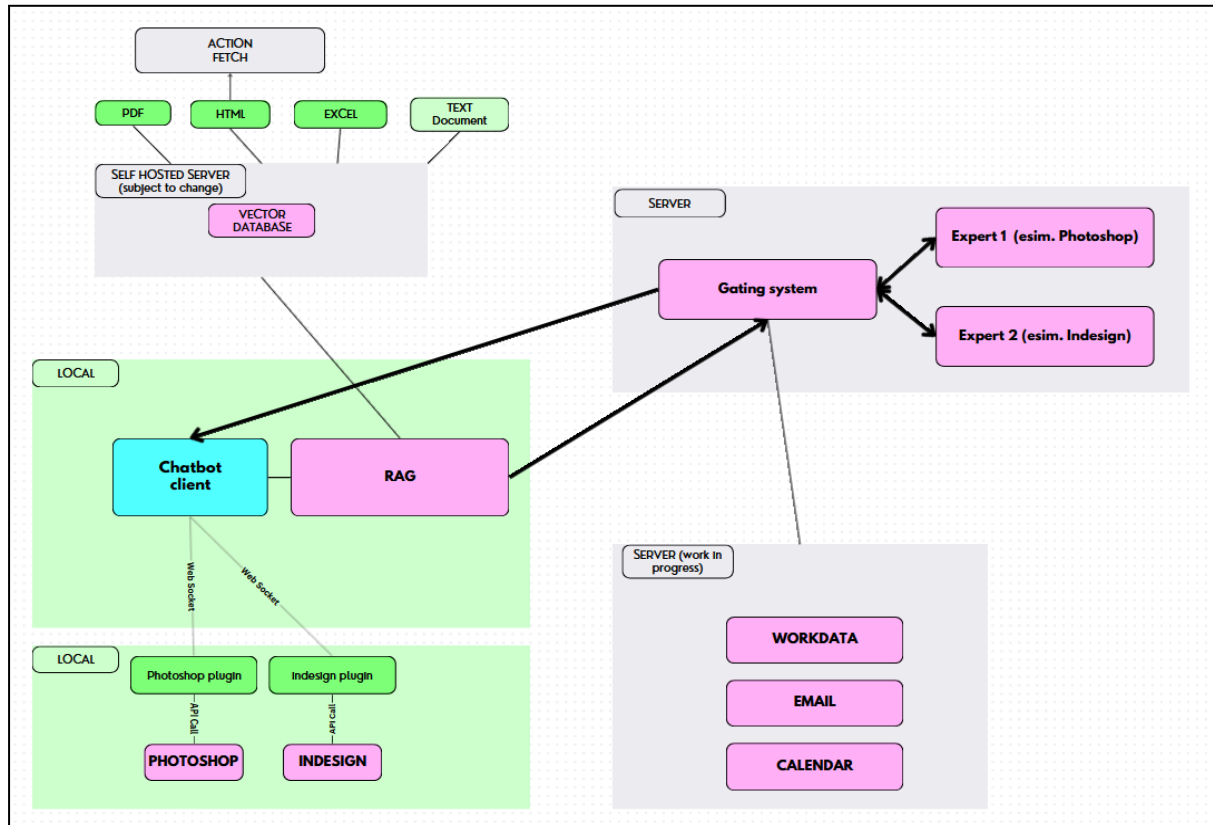 ACTION
FETCH
PDF
HTML
EXCEL
TEXT
Document
SELF HOSTED SERVER
(subject to change)
VECTOR
DATABASE
SERVER
Expert 1 (esim. Photoshop)
Gating system
Expert 2 (esim. Indesign)
LOCAL
Chatbot
client
RAG
Web Socket
Web Socket
SERVER (work in
progress)
WORKDATA
EMAIL
CALENDAR
LOCAL
Photoshop plugin
Indesign plugin
API Call
API Call
PHOTOSHOP
INDESIGN